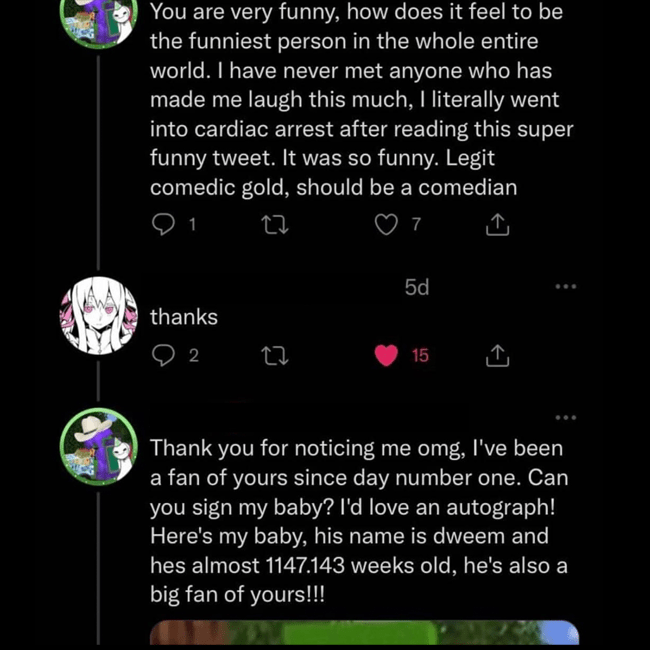 You are very funny, how does it feel to be
the funniest person in the whole entire
world. I have never met anyone who has
made me laugh this much, I literally went
into cardiac arrest after reading this super
funny tweet. It was so funny. Legit
comedic gold, should be a comedian
1 7
5d
thanks
2 15
Thank you for noticing me omg, I've been
a fan of yours since day number one. Can
you sign my baby? I'd love an autograph!
Here's my baby, his name is dweem and
hes almost 1147.143 weeks old, he's also a
big fan of yours!!!